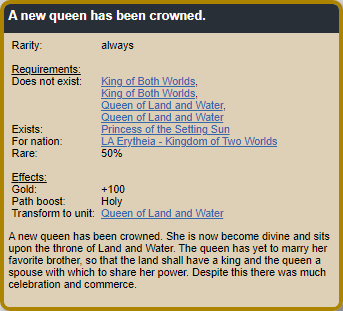 A new queen has been crowned.
Rarity: always
Requirements:
Does not exist: King of Both Worlds,
King of Both Worlds,
Queen of Land and Water,
Queen of Land and Water
Exists: Princess of the Setting Sun
For nation: LA Erytheia - Kingdom of Two Worlds
Rare: 50%
Effects:
Gold: +100
Path boost: Holy
Transform to unit: Queen of Land and Water
A new queen has been crowned. She is now become divine and sits
upon the throne of Land and Water. The queen has yet to marry her
favorite brother, so that the land shall have a king and the queen a
spouse with which to share her power. Despite this there was much
celebration and commerce.